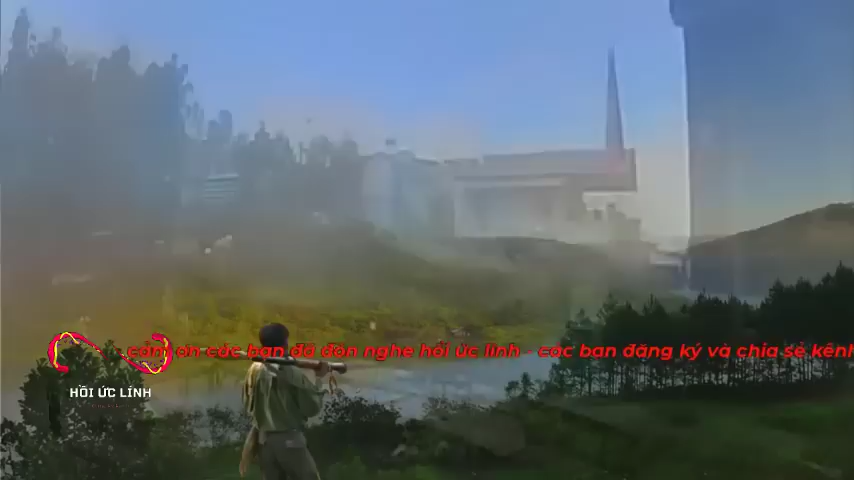 cảm ơn các bạn đã đón nghe hồi ức lính - các bạn đăng ký và chia sẻ kênh
HỒI ỨC LÍNH